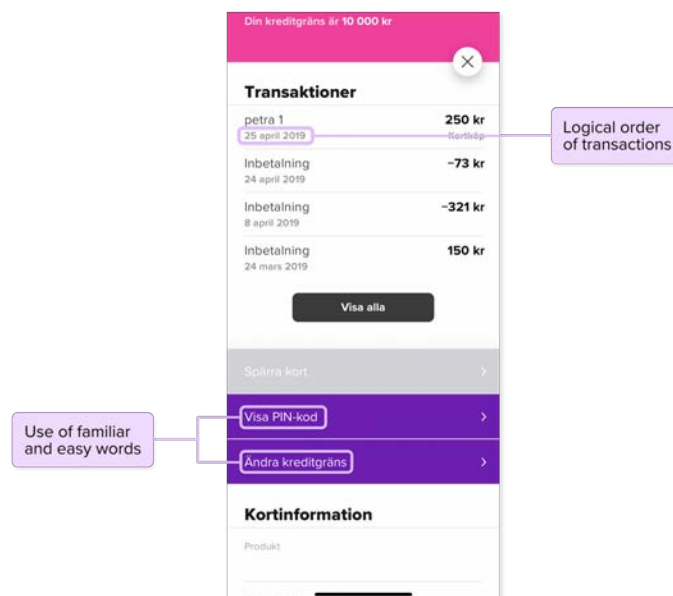 Din kreditgräns är 10 000 kr
Transaktioner
petra 1 250 kr
25 april 2019 Kortköp
Logical order
of transactions
Inbetalning −73 kr
24 april 2019
Inbetalning −321 kr
8 april 2019
Inbetalning 150 kr
24 mars 2019
Visa alla
Spärra kort
Use of familiar
and easy words
Visa PIN-kod
Ändra kreditgräns
Kortinformation
Produkt